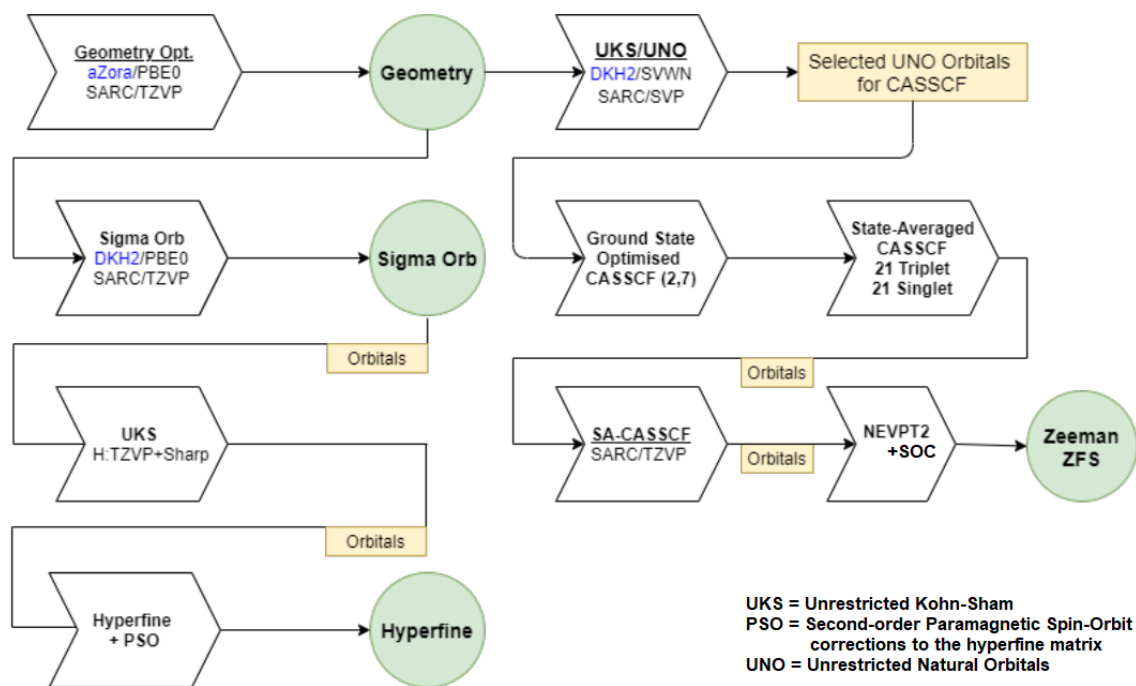 Geometry Opt.
aZora/PBE0
SARC/TZVP
Geometry
UKS/UNO
DKH2/SVWN
SARC/SVP
Selected UNO Orbitals
for CASSCF
Sigma Orb
DKH2/PBE0
SARC/TZVP
Sigma Orb
Ground State
Optimised
CASSCF (2,7)
State-Averaged
CASSCF
21 Triplet
21 Singlet
Orbitals
Orbitals
UKS
H:TZVP+Sharp
SA-CASSCF
SARC/TZVP
Orbitals
NEVPT2
+SOC
Zeeman
ZFS
Orbitals
Hyperfine
+ PSO
Hyperfine
UKS = Unrestricted Kohn-Sham
PSO = Second-order Paramagnetic Spin-Orbit
corrections to the hyperfine matrix
UNO = Unrestricted Natural Orbitals